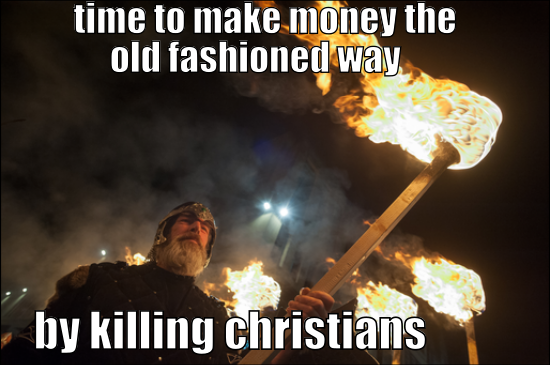 time to make money the
old fashioned way
by killing christians